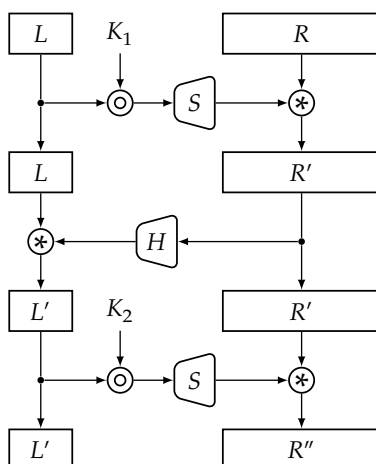 L K₁ R
S
L R′
H
L′ K₂ R′
S
L′ R″